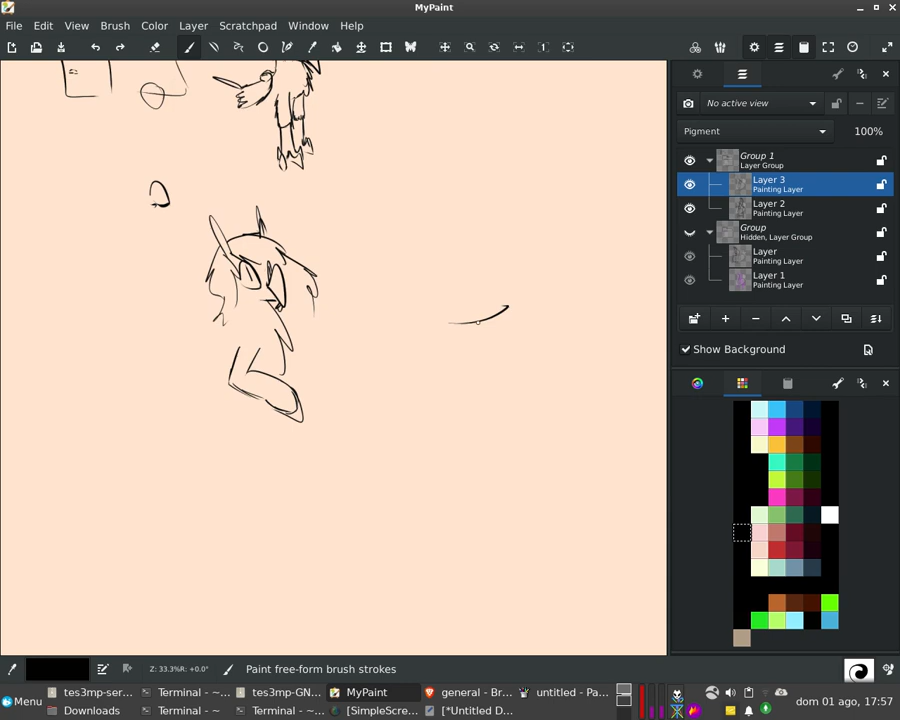 MyPaint
File Edit View Brush Color Layer Scratchpad Window Help
No active view
Pigment 100%
Group 1
Layer Group
Layer 3
Painting Layer
Layer 2
Painting Layer
Group
Hidden, Layer Group
Layer
Painting Layer
Layer 1
Painting Layer
Show Background
Z: 33.3%R: +0.0° Paint free-form brush strokes
Menu tes3mp-ser... Terminal - ~... tes3mp-GN... MyPaint general - Br... untitled - Pa...
Downloads Terminal - ~... Terminal - ~... [SimpleScre... [*Untitled D...
dom 01 ago, 17:57